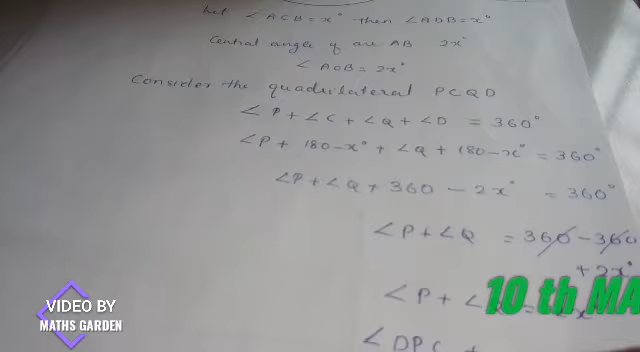 Let ∠ACB = x° then ∠ADB = x°
Central angle of arc AB 2x°
∠AOB = 2x°
Consider the quadrilateral PCQD
∠P + ∠C + ∠Q + ∠D = 360°
∠P + 180-x° + ∠Q + 180-x° = 360°
∠P + ∠Q + 360 - 2x° = 360°
∠P + ∠Q = 360 - 360
+ 2x°
∠P + ∠Q = x°
10 th MA
∠DPC +
VIDEO BY
MATHS GARDEN